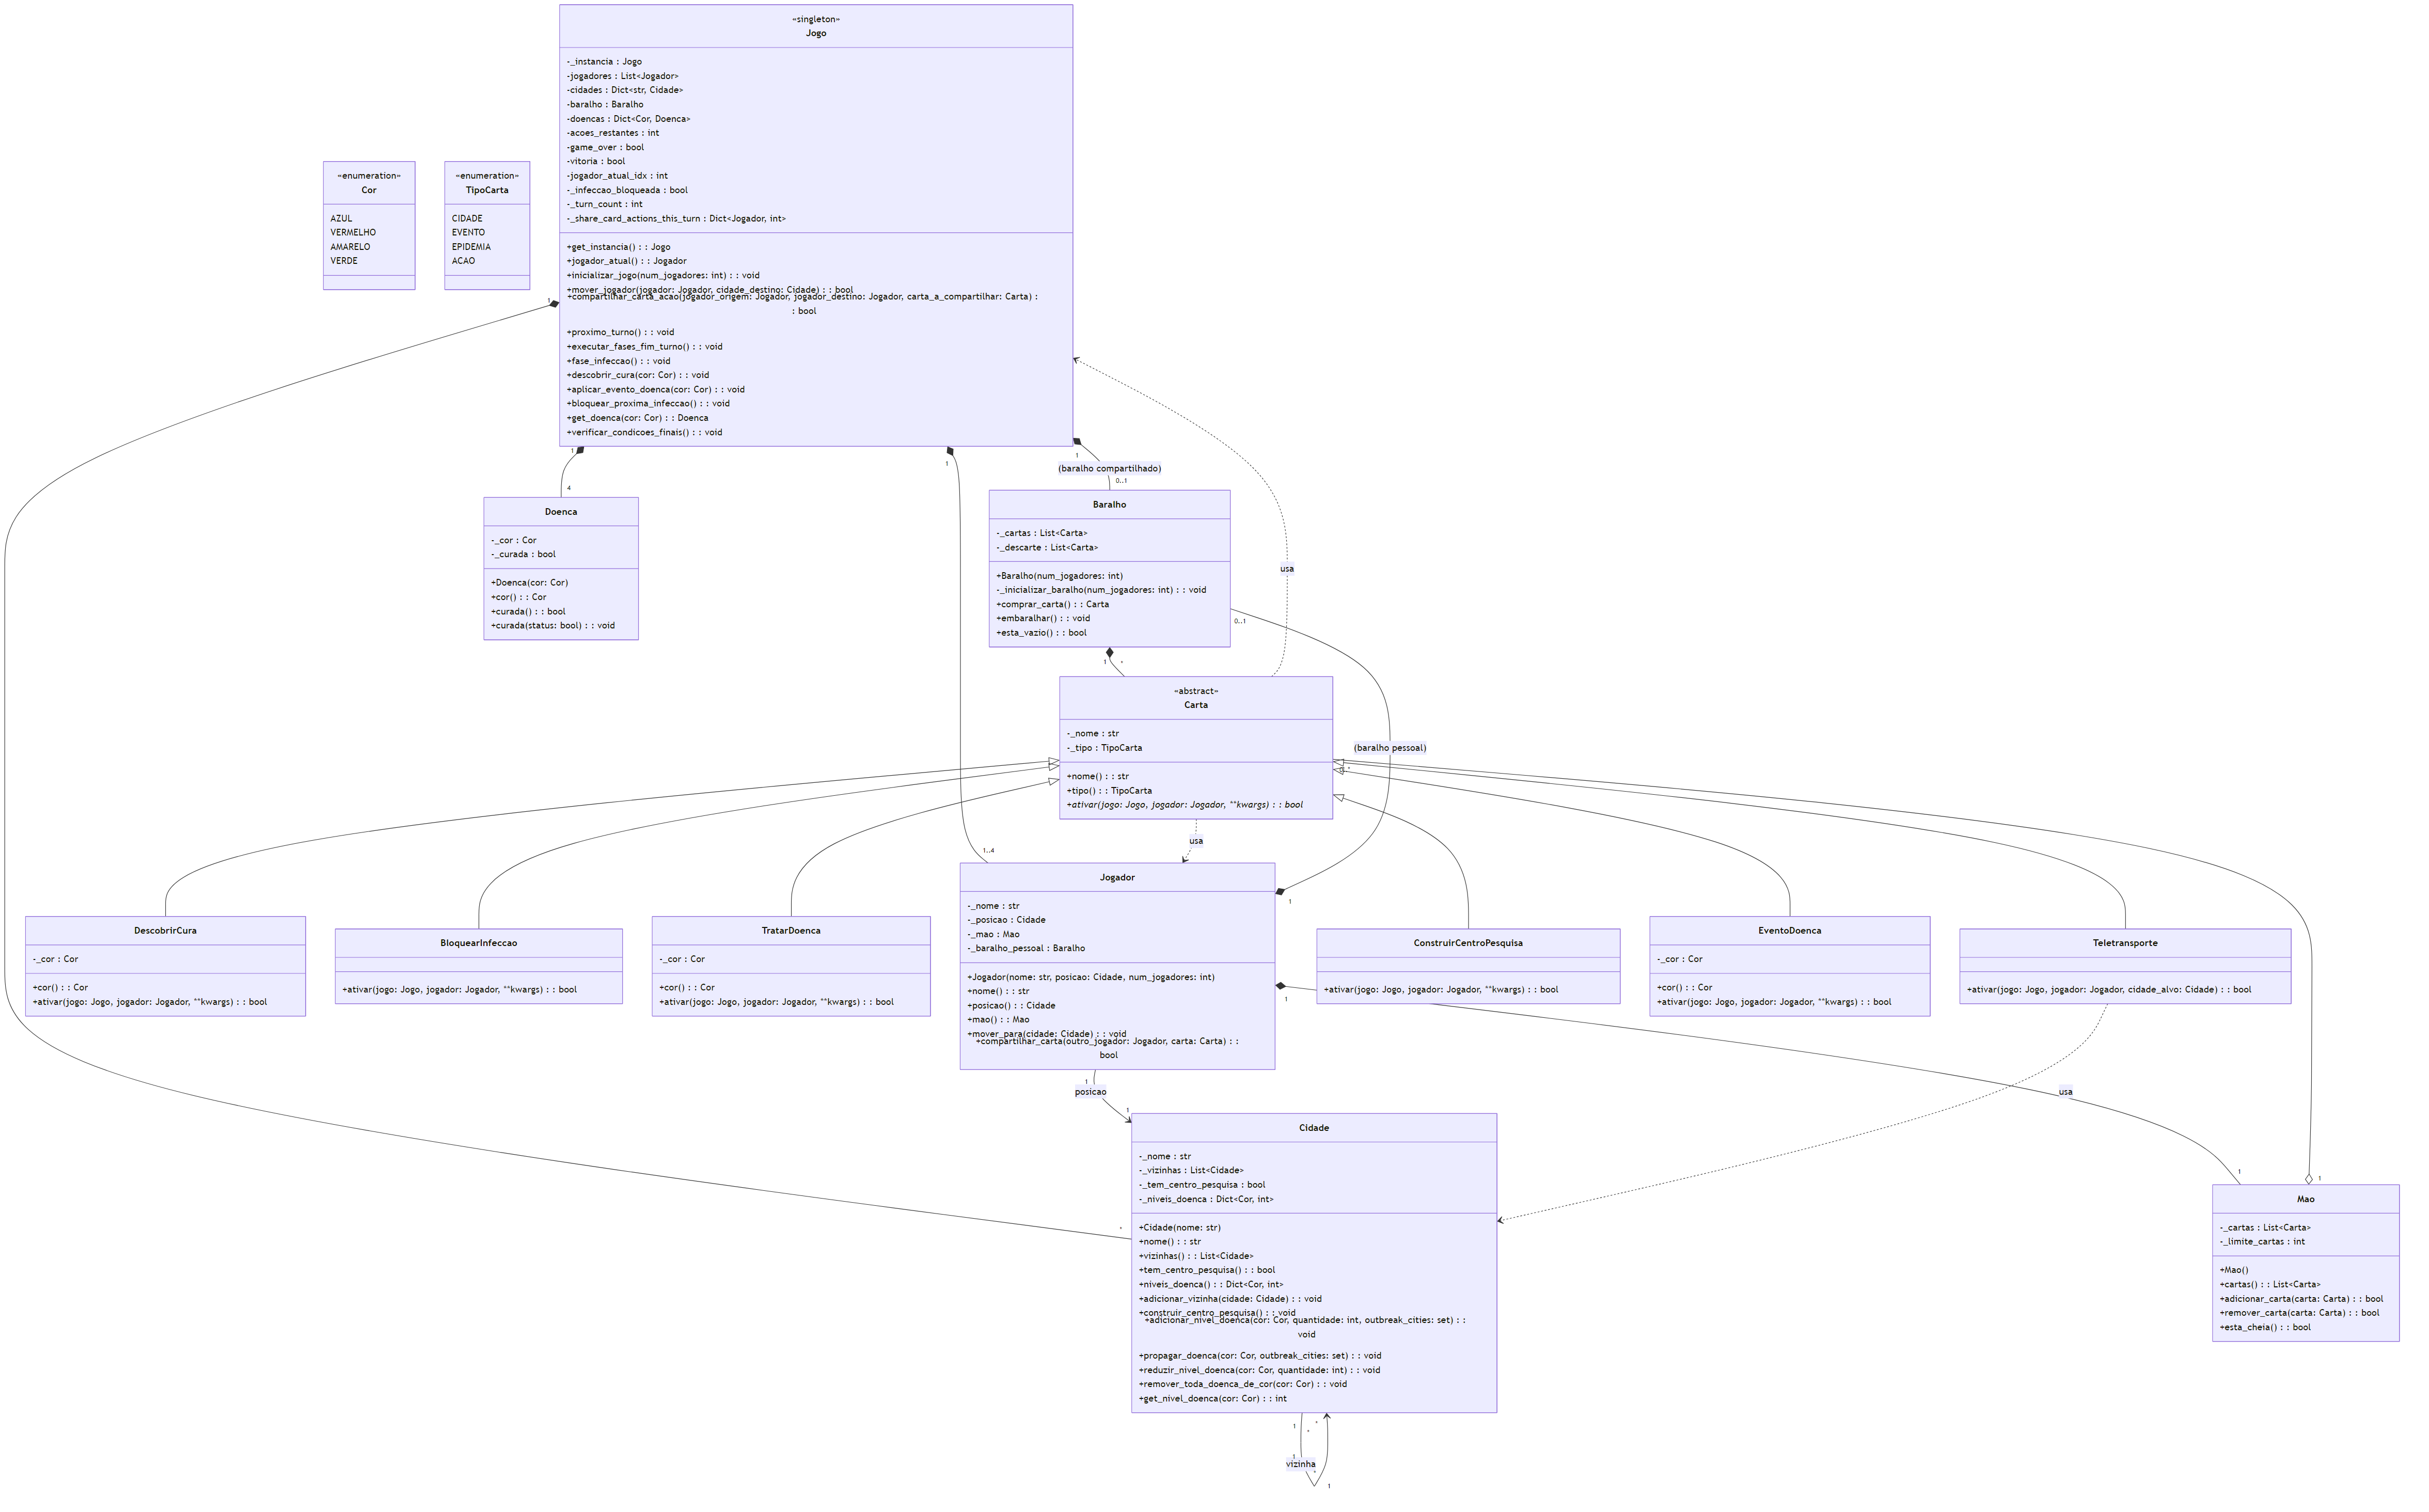 «singleton»
Jogo
-_instancia : Jogo
-jogadores : List<Jogador>
-cidades : Dict<str, Cidade>
-baralho : Baralho
-doencas : Dict<Cor, Doenca>
-acoes_restantes : int
-game_over : bool
-vitoria : bool
-jogador_atual_idx : int
-_infeccao_bloqueada : bool
-_turn_count : int
-_share_card_actions_this_turn : Dict<Jogador, int>
+get_instancia() : : Jogo
+jogador_atual() : : Jogador
+inicializar_jogo(num_jogadores: int) : : void
+mover_jogador(jogador: Jogador, cidade_destino: Cidade) : : bool
+compartilhar_carta_acao(jogador_origem: Jogador, jogador_destino: Jogador, carta_a_compartilhar: Carta) :
: bool
+proximo_turno() : : void
+executar_fases_fim_turno() : : void
+fase_infeccao() : : void
+descobrir_cura(cor: Cor) : : void
+aplicar_evento_doenca(cor: Cor) : : void
+bloquear_proxima_infeccao() : : void
+get_doenca(cor: Cor) : : Doenca
+verificar_condicoes_finais() : : void
«enumeration»
Cor
AZUL
VERMELHO
AMARELO
VERDE
«enumeration»
TipoCarta
CIDADE
EVENTO
EPIDEMIA
ACAO
1
1
1
1
(baralho compartilhado)
4
0..1
Doenca
-_cor : Cor
-_curada : bool
+Doenca(cor: Cor)
+cor() : : Cor
+curada() : : bool
+curada(status: bool) : : void
Baralho
-_cartas : List<Carta>
-_descarte : List<Carta>
+Baralho(num_jogadores: int)
-_inicializar_baralho(num_jogadores: int) : : void
+comprar_carta() : : Carta
+embaralhar() : : void
+esta_vazio() : : bool
usa
0..1
1
*
«abstract»
Carta
-_nome : str
-_tipo : TipoCarta
+nome() : : str
+tipo() : : TipoCarta
+ativar(jogo: Jogo, jogador: Jogador, **kwargs) : : bool
(baralho pessoal)
usa
1..4
Jogador
-_nome : str
-_posicao : Cidade
-_mao : Mao
-_baralho_pessoal : Baralho
+Jogador(nome: str, posicao: Cidade, num_jogadores: int)
+nome() : : str
+posicao() : : Cidade
+mao() : : Mao
+mover_para(cidade: Cidade) : : void
+compartilhar_carta(outro_jogador: Jogador, carta: Carta) : :
bool
1
1
DescobrirCura
-_cor : Cor
+cor() : : Cor
+ativar(jogo: Jogo, jogador: Jogador, **kwargs) : : bool
BloquearInfeccao
+ativar(jogo: Jogo, jogador: Jogador, **kwargs) : : bool
TratarDoenca
-_cor : Cor
+cor() : : Cor
+ativar(jogo: Jogo, jogador: Jogador, **kwargs) : : bool
ConstruirCentroPesquisa
+ativar(jogo: Jogo, jogador: Jogador, **kwargs) : : bool
EventoDoenca
-_cor : Cor
+cor() : : Cor
+ativar(jogo: Jogo, jogador: Jogador, **kwargs) : : bool
Teletransporte
+ativar(jogo: Jogo, jogador: Jogador, cidade_alvo: Cidade) : : bool
1
posicao
1
usa
1
1
*
Cidade
-_nome : str
-_vizinhas : List<Cidade>
-_tem_centro_pesquisa : bool
-_niveis_doenca : Dict<Cor, int>
+Cidade(nome: str)
+nome() : : str
+vizinhas() : : List<Cidade>
+tem_centro_pesquisa() : : bool
+niveis_doenca() : : Dict<Cor, int>
+adicionar_vizinha(cidade: Cidade) : : void
+construir_centro_pesquisa() : : void
+adicionar_nivel_doenca(cor: Cor, quantidade: int, outbreak_cities: set) : :
void
+propagar_doenca(cor: Cor, outbreak_cities: set) : : void
+reduzir_nivel_doenca(cor: Cor, quantidade: int) : : void
+remover_toda_doenca_de_cor(cor: Cor) : : void
+get_nivel_doenca(cor: Cor) : : int
Mao
-_cartas : List<Carta>
-_limite_cartas : int
+Mao()
+cartas() : : List<Carta>
+adicionar_carta(carta: Carta) : : bool
+remover_carta(carta: Carta) : : bool
+esta_cheia() : : bool
1
*
*
1
vizinha
1